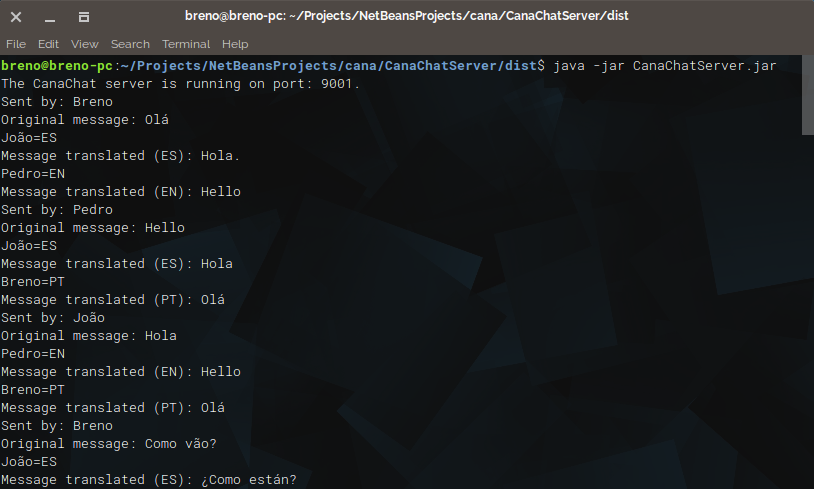 breno@breno-pc: ~/Projects/NetBeansProjects/cana/CanaChatServer/dist
File Edit View Search Terminal Help
breno@breno-pc:~/Projects/NetBeansProjects/cana/CanaChatServer/dist$ java -jar CanaChatServer.jar
The CanaChat server is running on port: 9001.
Sent by: Breno
Original message: Olá
João=ES
Message translated (ES): Hola.
Pedro=EN
Message translated (EN): Hello
Sent by: Pedro
Original message: Hello
João=ES
Message translated (ES): Hola
Breno=PT
Message translated (PT): Olá
Sent by: João
Original message: Hola
Pedro=EN
Message translated (EN): Hello
Breno=PT
Message translated (PT): Olá
Sent by: Breno
Original message: Como vão?
João=ES
Message translated (ES): ¿Como están?